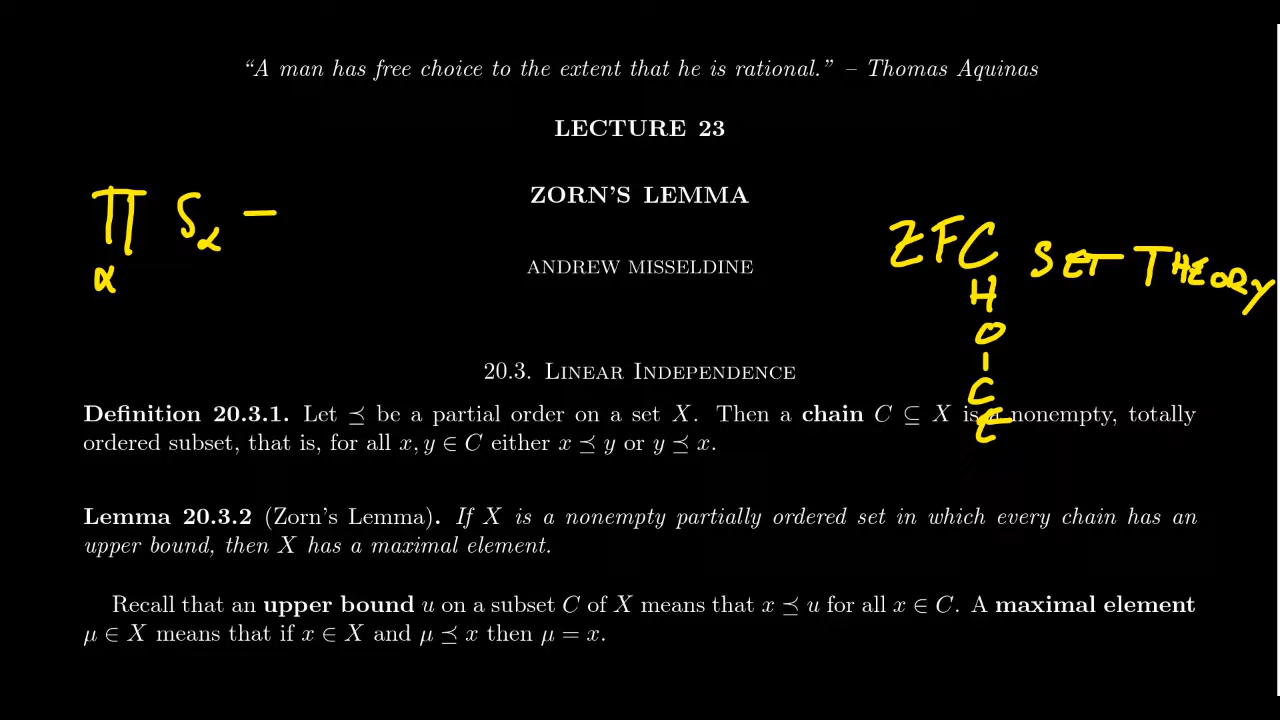 “A man has free choice to the extent that he is rational.” – Thomas Aquinas
LECTURE 23
ZORN'S LEMMA
∏ S_α –
α
ZFC SET THEORY
H
O
I
C
E
ANDREW MISSELDINE
20.3. Linear Independence
Definition 20.3.1. Let ⪯ be a partial order on a set X. Then a chain C ⊆ X is a nonempty, totally
ordered subset, that is, for all x, y ∈ C either x ⪯ y or y ⪯ x.
Lemma 20.3.2 (Zorn's Lemma). If X is a nonempty partially ordered set in which every chain has an
upper bound, then X has a maximal element.
Recall that an upper bound u on a subset C of X means that x ⪯ u for all x ∈ C. A maximal element
μ ∈ X means that if x ∈ X and μ ⪯ x then μ = x.